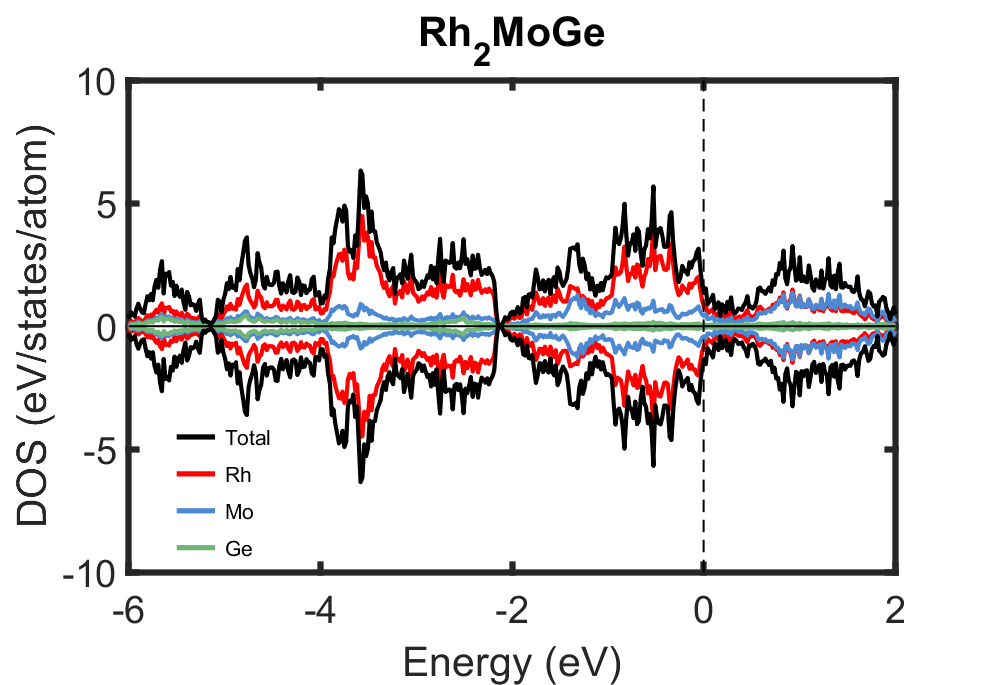 Rh2MoGe
10
5
0
-5
-10
DOS (eV/states/atom)
Total
Rh
Mo
Ge
-6 -4 -2 0 2
Energy (eV)